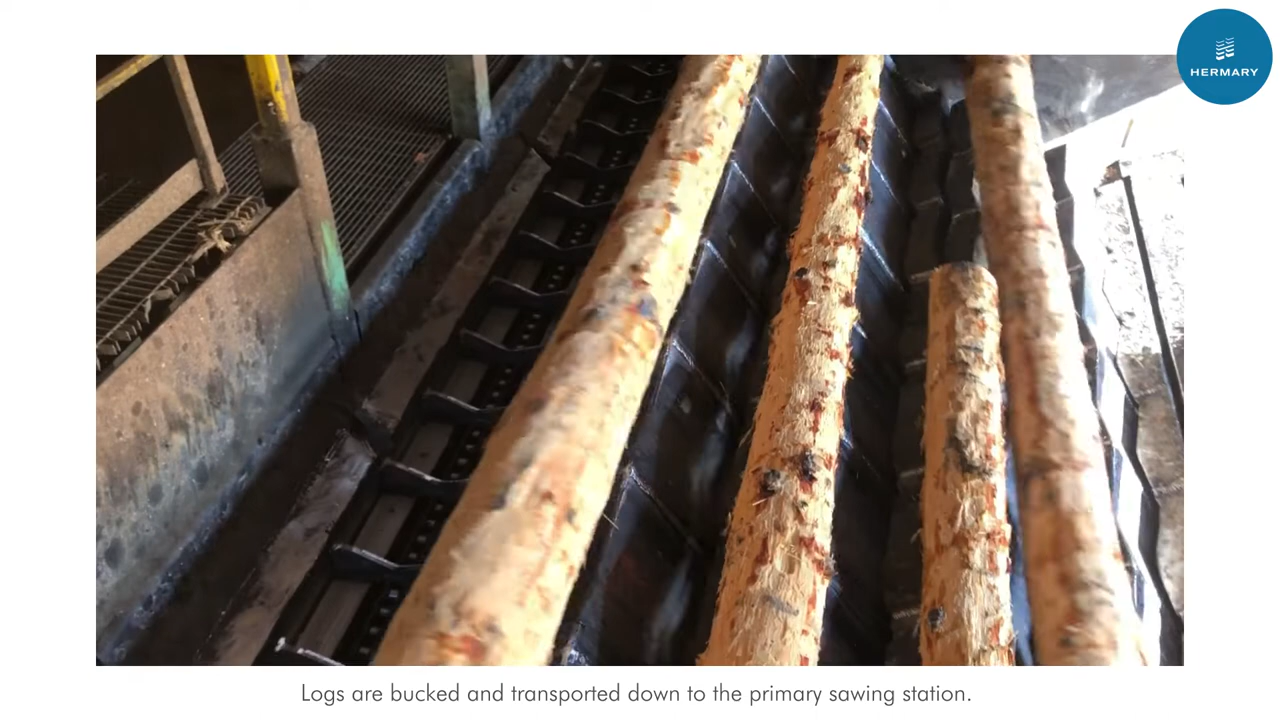 HERMARY
Logs are bucked and transported down to the primary sawing station.